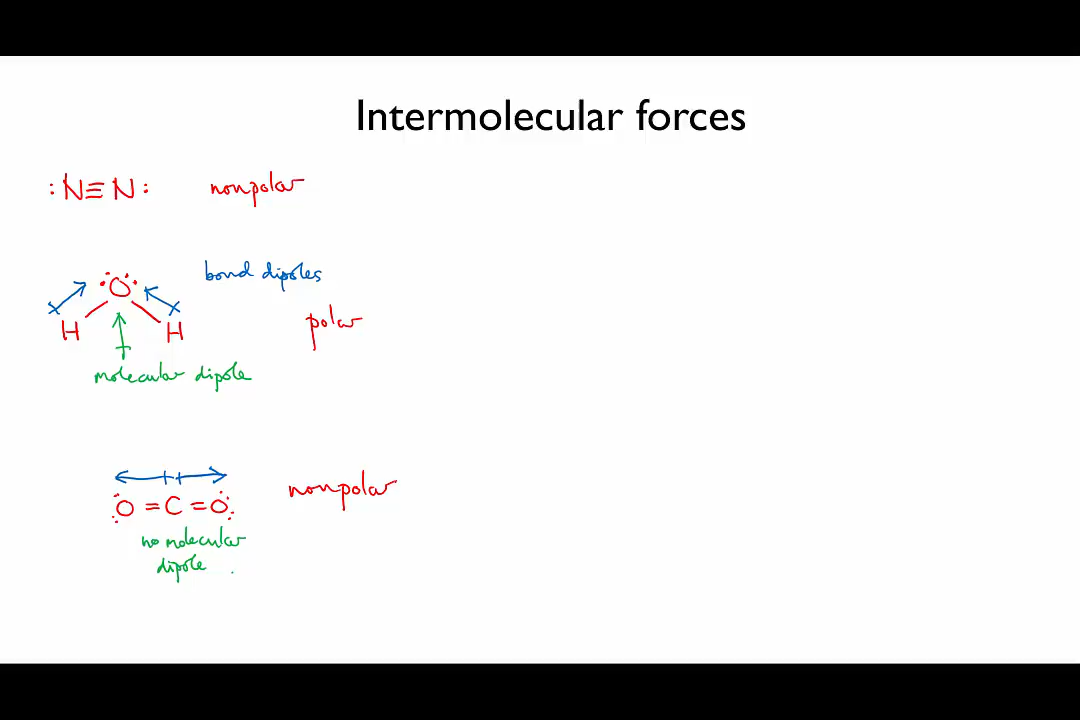 Intermolecular forces
:N≡N: nonpolar
bond dipoles
:Ö:
H H
polar
molecular dipole
nonpolar
O=C=O
no molecular
dipole